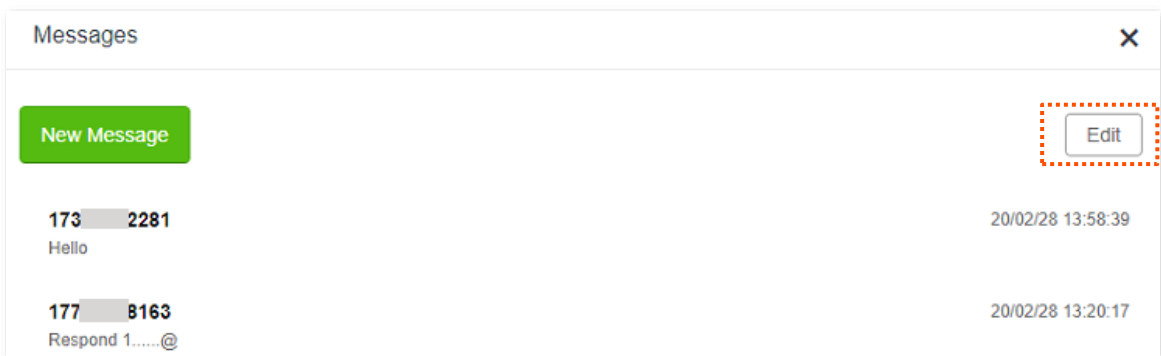 Messages
New Message
Edit
173 2281
20/02/28 13:58:39
Hello
177 8163
20/02/28 13:20:17
Respond 1......@